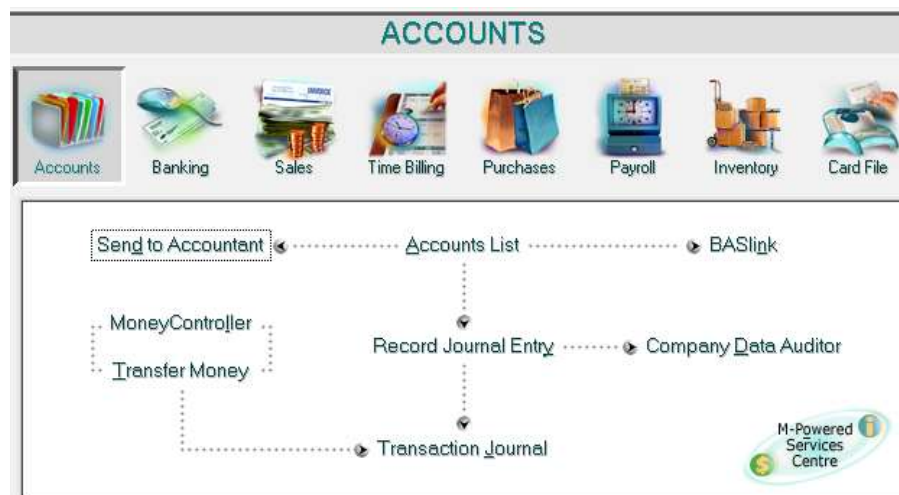 ACCOUNTS
Accounts Banking Sales Time Billing Purchases Payroll Inventory Card File
INVOICE
Send to Accountant Accounts List BASlink
MoneyController
Record Journal Entry Company Data Auditor
Transfer Money
Transaction Journal
M-Powered
Services
Centre